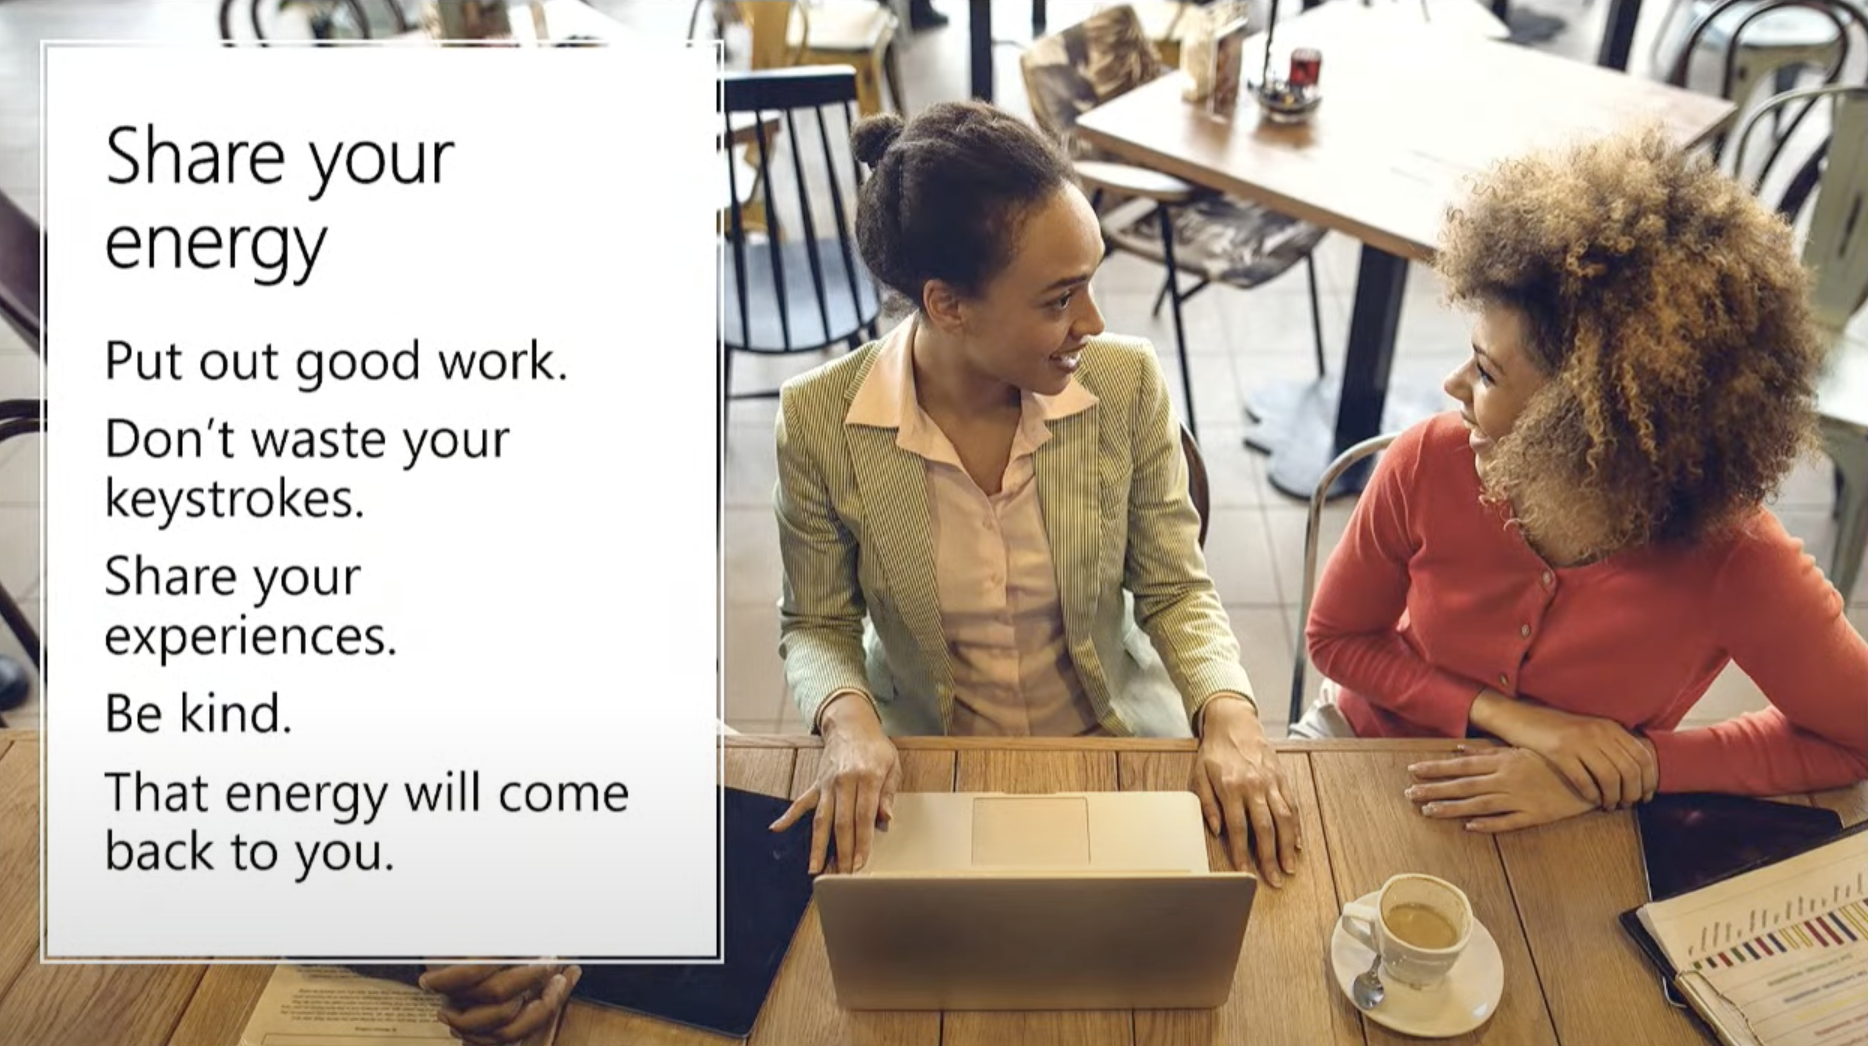 Share your
energy
Put out good work.
Don’t waste your
keystrokes.
Share your
experiences.
Be kind.
That energy will come
back to you.